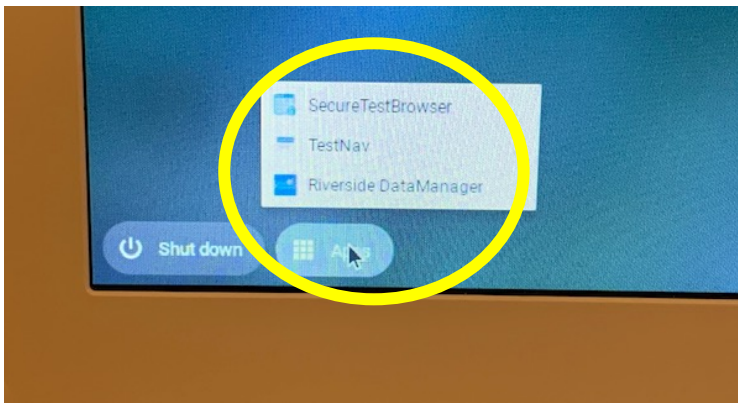 SecureTestBrowser
TestNav
Riverside DataManager
Shut down
Apps